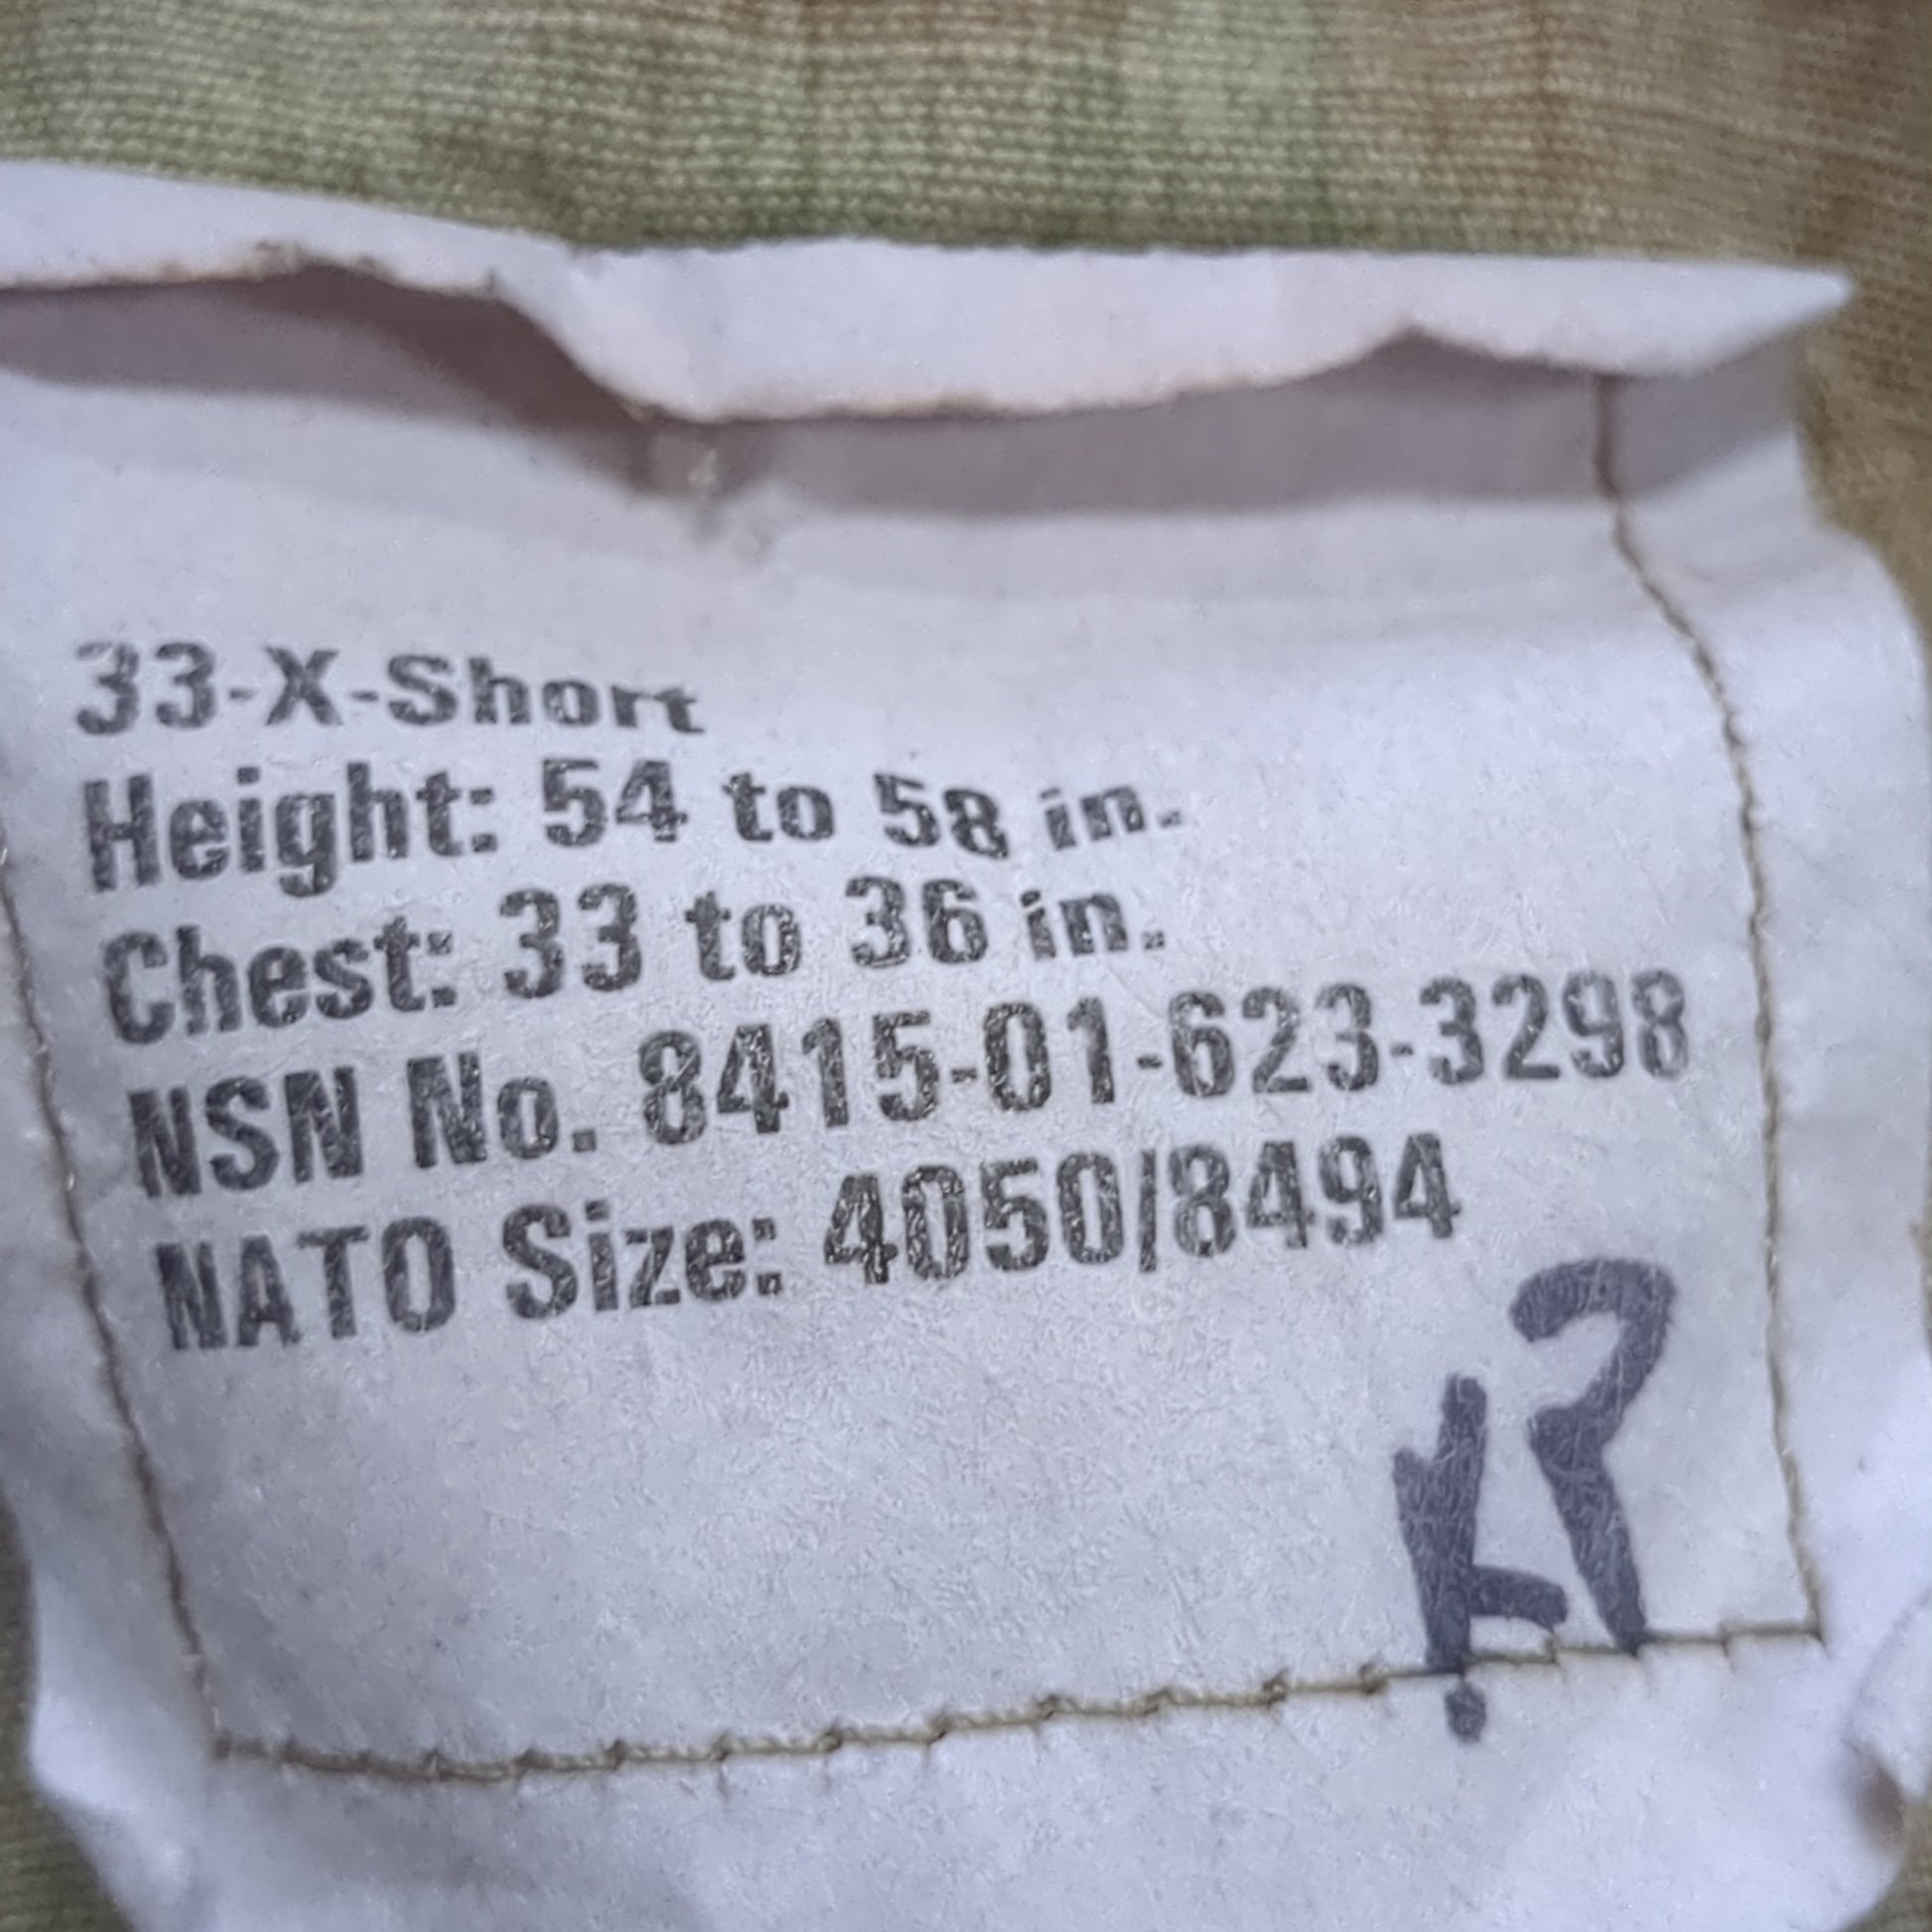 33-X-Short
Height: 54 to 58 in.
Chest: 33 to 36 in.
NSN No. 8415-01-623-3298
NATO Size: 4050/8494